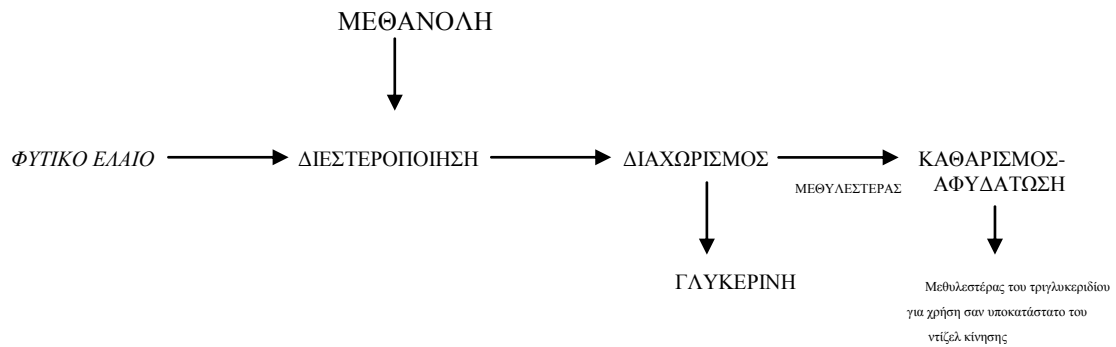 ΜΕΘΑΝΟΛΗ
ΦΥΤΙΚΟ ΕΛΑΙΟ
ΔΙΕΣΤΕΡΟΠΟΙΗΣΗ
ΔΙΑΧΩΡΙΣΜΟΣ
ΜΕΘΥΛΕΣΤΕΡΑΣ
ΚΑΘΑΡΙΣΜΟΣ-
ΑΦΥΔΑΤΩΣΗ
ΓΛΥΚΕΡΙΝΗ
Μεθυλεστέρας του τριγλυκεριδίου
για χρήση σαν υποκατάστατο του
ντίζελ κίνησης